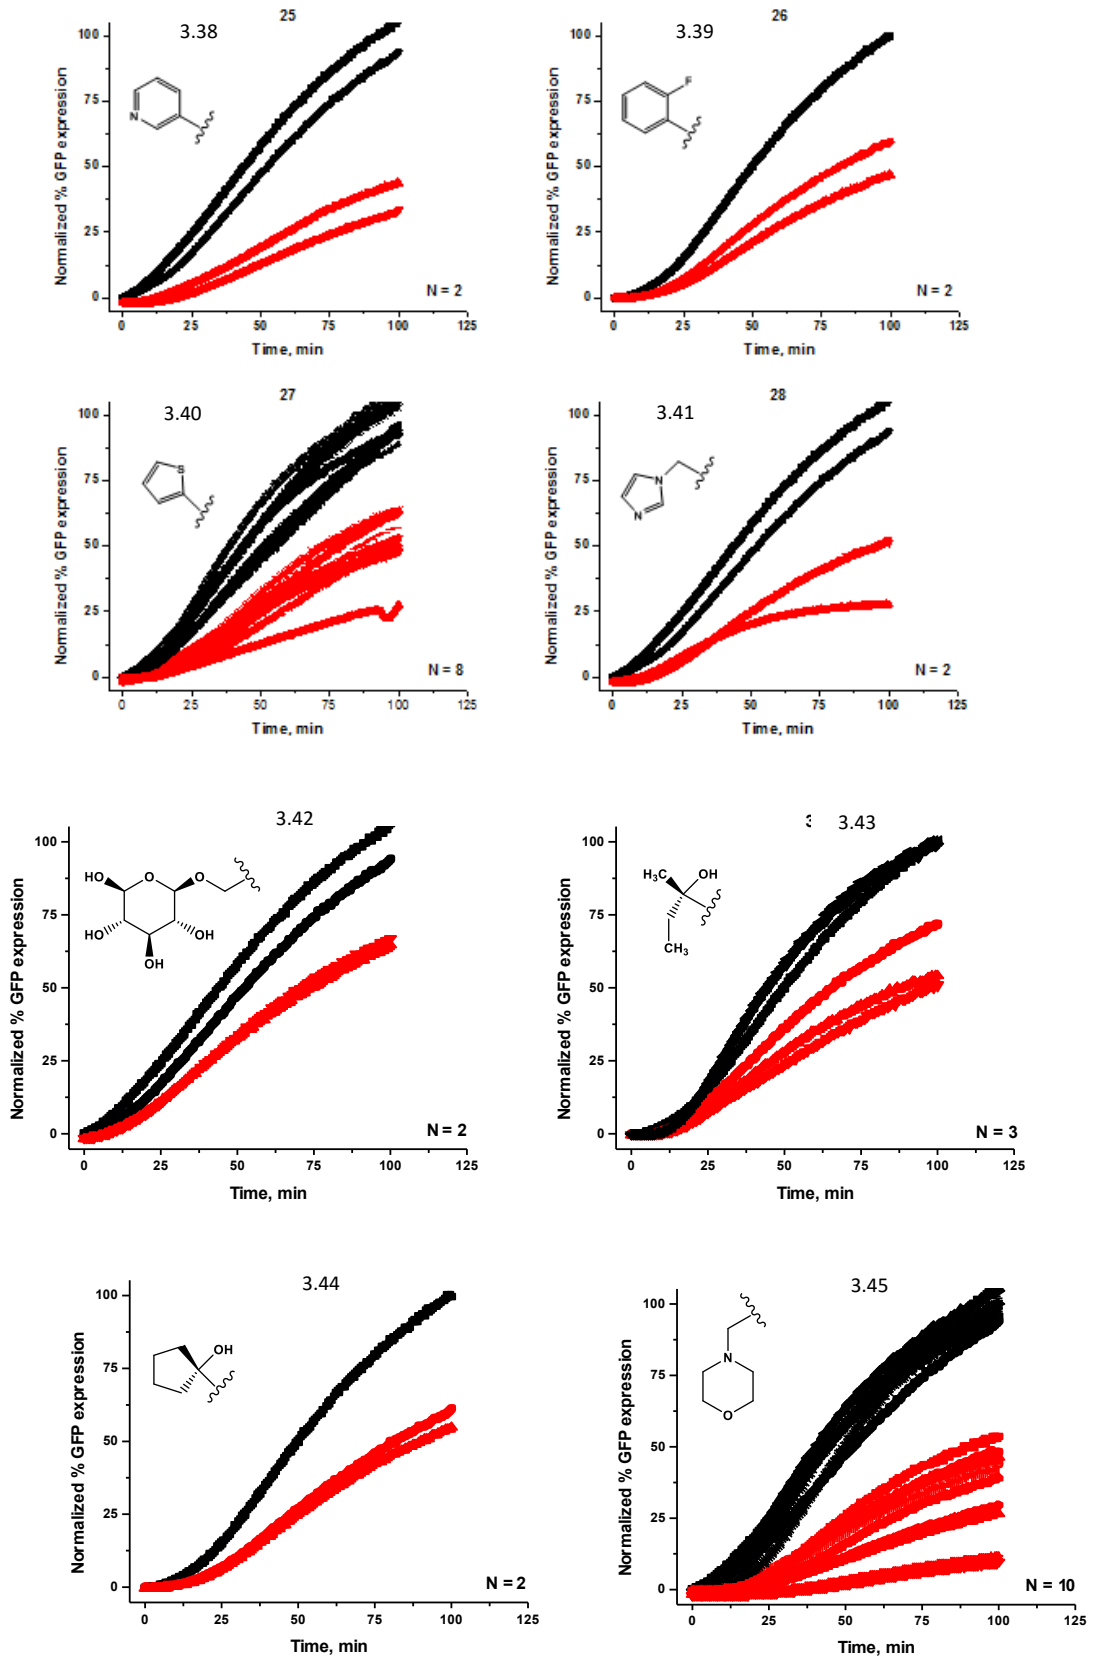 25
3.38
Normalized % GFP expression
100
75
50
25
0
N
N = 2
0 25 50 75 100 125
Time, min
26
3.39
Normalized % GFP expression
100
75
50
25
0
F
N = 2
0 25 50 75 100 125
Time, min
27
3.40
Normalized % GFP expression
100
75
50
25
0
S
N = 8
0 25 50 75 100 125
Time, min
28
3.41
Normalized % GFP expression
100
75
50
25
0
N
N
N = 2
0 25 50 75 100 125
Time, min
3.42
Normalized % GFP expression
100
75
50
25
0
HO O O
HO OH
OH
N = 2
0 25 50 75 100 125
Time, min
3.43
Normalized % GFP expression
100
75
50
25
0
H3C OH
CH3
N = 3
0 25 50 75 100 125
Time, min
3.44
Normalized % GFP expression
100
75
50
25
0
OH
N = 2
0 25 50 75 100 125
Time, min
3.45
Normalized % GFP expression
100
75
50
25
0
N
O
N = 10
0 25 50 75 100 125
Time, min